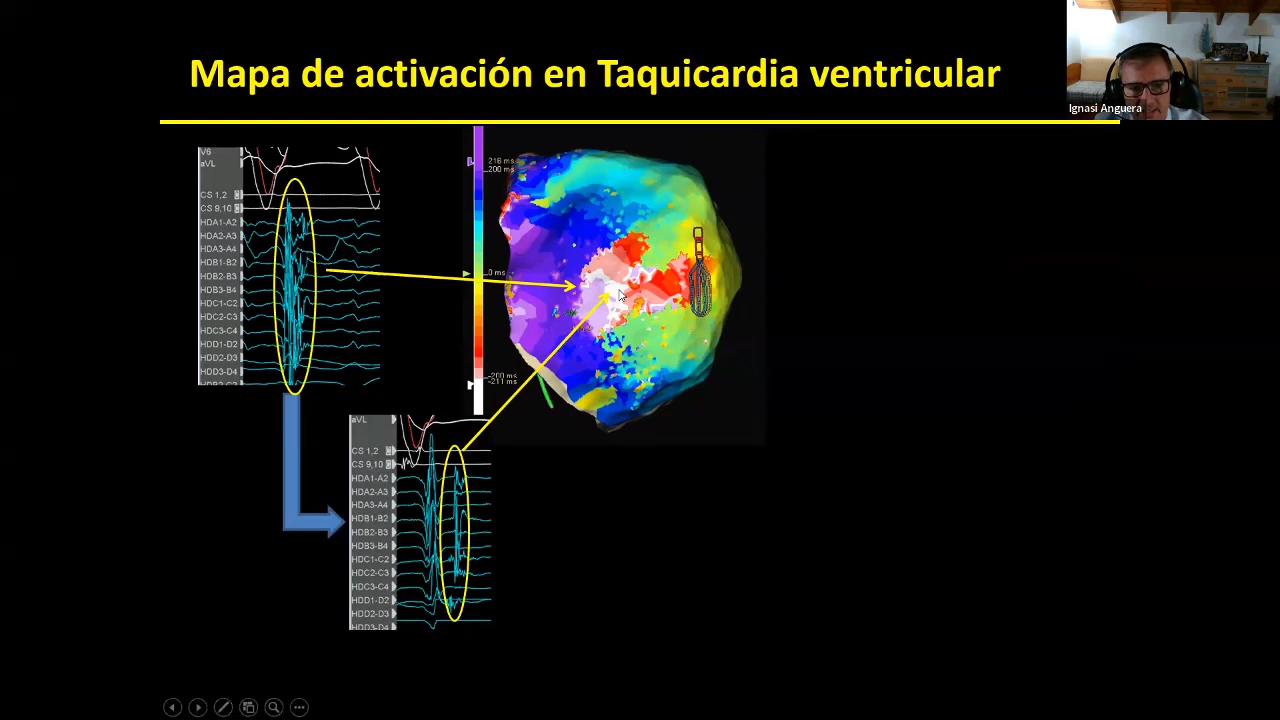 Mapa de activación en Taquicardia ventricular
Ignasi Anguera
V6
aVL
CS 1,2
CS 9,10
HDA1-A2
HDA2-A3
HDA3-A4
HDB1-B2
HDB2-B3
HDB3-B4
HDC1-C2
HDC2-C3
HDC3-C4
HDD1-D2
HDD2-D3
HDD3-D4
216 ms
200 ms
0 ms
-200 ms
-211 ms
aVL
CS 1,2
CS 9,10
HDA1-A2
HDA2-A3
HDA3-A4
HDB1-B2
HDB2-B3
HDB3-B4
HDC1-C2
HDC2-C3
HDC3-C4
HDD1-D2
HDD2-D3
HDD3-D4